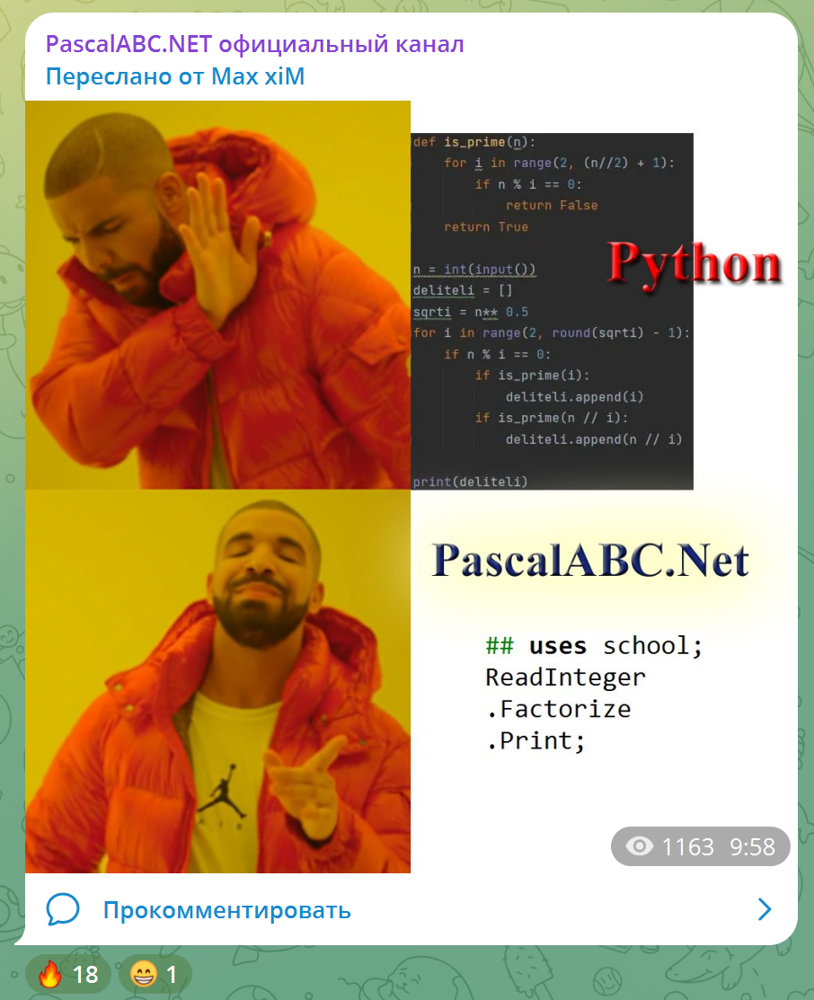 PascalABC.NET официальный канал
Переслано от Max xiM
def is_prime(n):
    for i in range(2, (n//2) + 1):
        if n % i == 0:
            return False
    return True
n = int(input())
deliteli = []
sqrti = n** 0.5
for i in range(2, round(sqrti) - 1):
    if n % i == 0:
        if is_prime(i):
            deliteli.append(i)
        if is_prime(n // i):
            deliteli.append(n // i)
print(deliteli)
Python
PascalABC.Net
## uses school;
ReadInteger
.Factorize
.Print;
1163 9:58
Прокомментировать
18 1